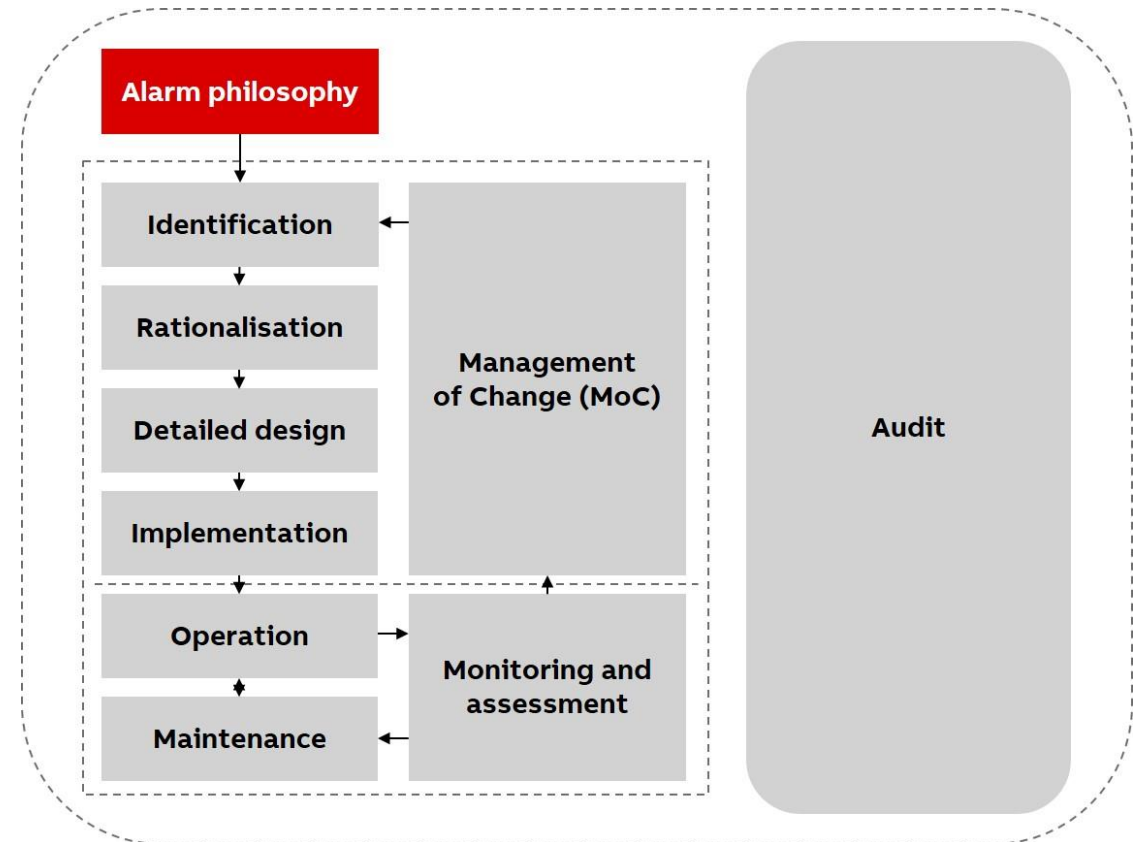 Alarm philosophy
Identification
Rationalisation
Detailed design
Implementation
Management
of Change (MoC)
Operation
Maintenance
Monitoring and
assessment
Audit